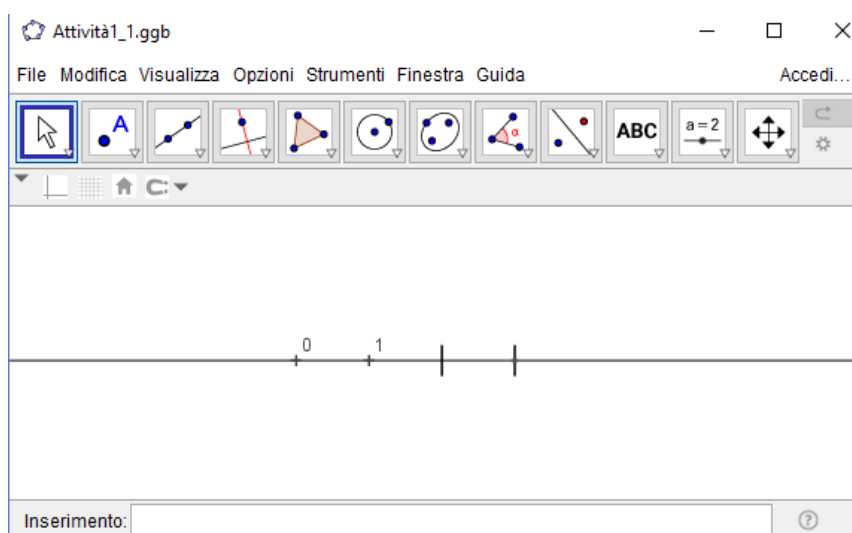 Attività1_1.ggb
File Modifica Visualizza Opzioni Strumenti Finestra Guida Accedi...
A α ABC a=2
0 1
Inserimento:
?